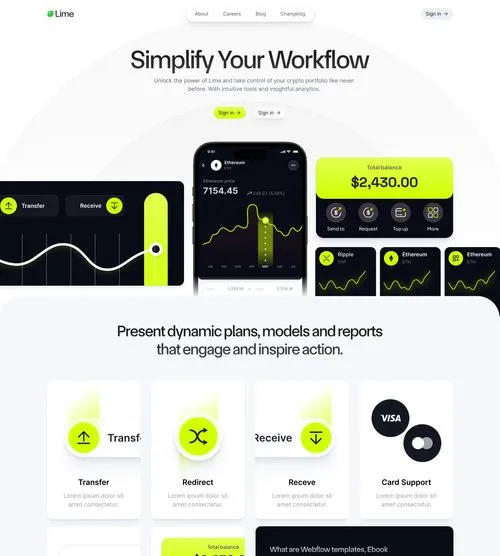 Lime
About Careers Blog Changelog
Sign in →
Simplify Your Workflow
Unlock the power of Lime and take control of your crypto portfolio like never
before. With intuitive tools and insightful analytics.
Sign in → Sign in →
Transfer Receive
9:41
Ethereum
ETH
Ethereum price
7154.45
Total balance
$2,430.00
Send to Request Top up More
Ripple
XRP
Ethereum
ETH
Ethereum
ETH
Present dynamic plans, models and reports
that engage and inspire action.
Transf
Transfer
Lorem ipsum dolor sit
amet consectetur.
Redirect
Lorem ipsum dolor sit
amet consectetur.
Receive
Receve
Lorem ipsum dolor sit
amet consectetur.
VISA
Card Support
Lorem ipsum dolor sit
amet consectetur.
Total balance
What are Webflow templates, Ebook